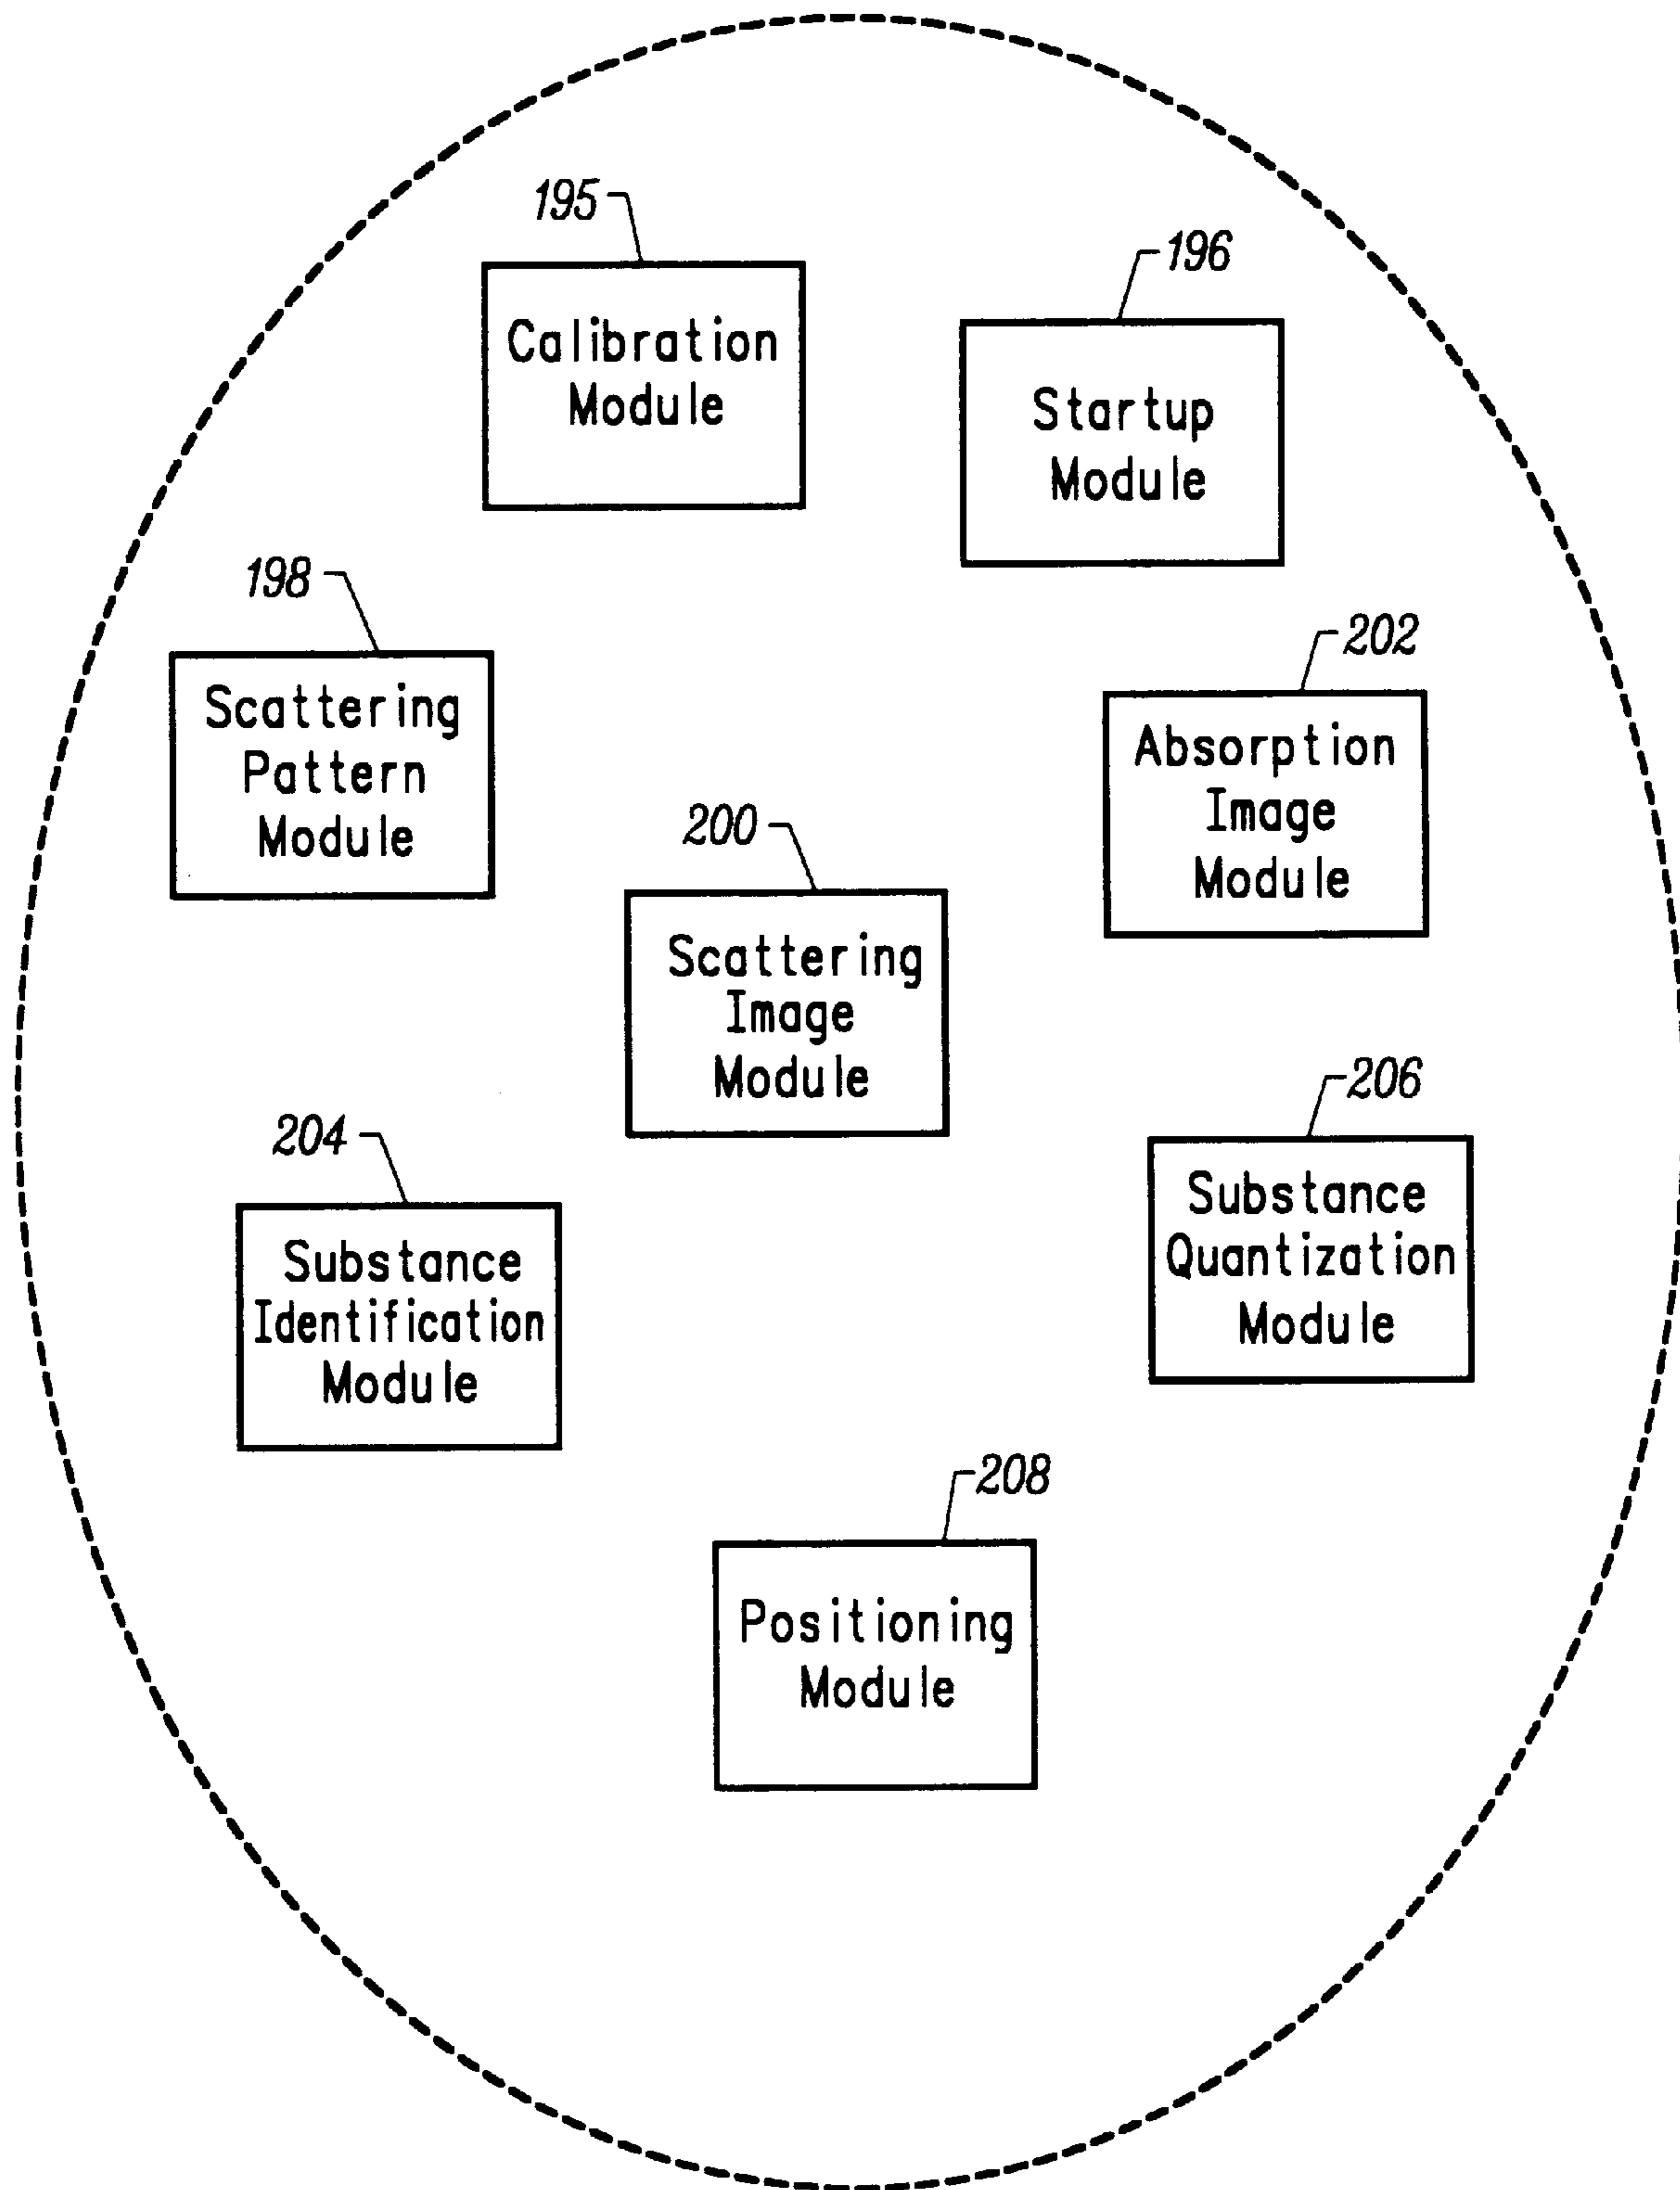 195
Calibration
Module
196
Startup
Module
198
Scattering
Pattern
Module
202
Absorption
Image
Module
200
Scattering
Image
Module
204
Substance
Identification
Module
206
Substance
Quantization
Module
208
Positioning
Module